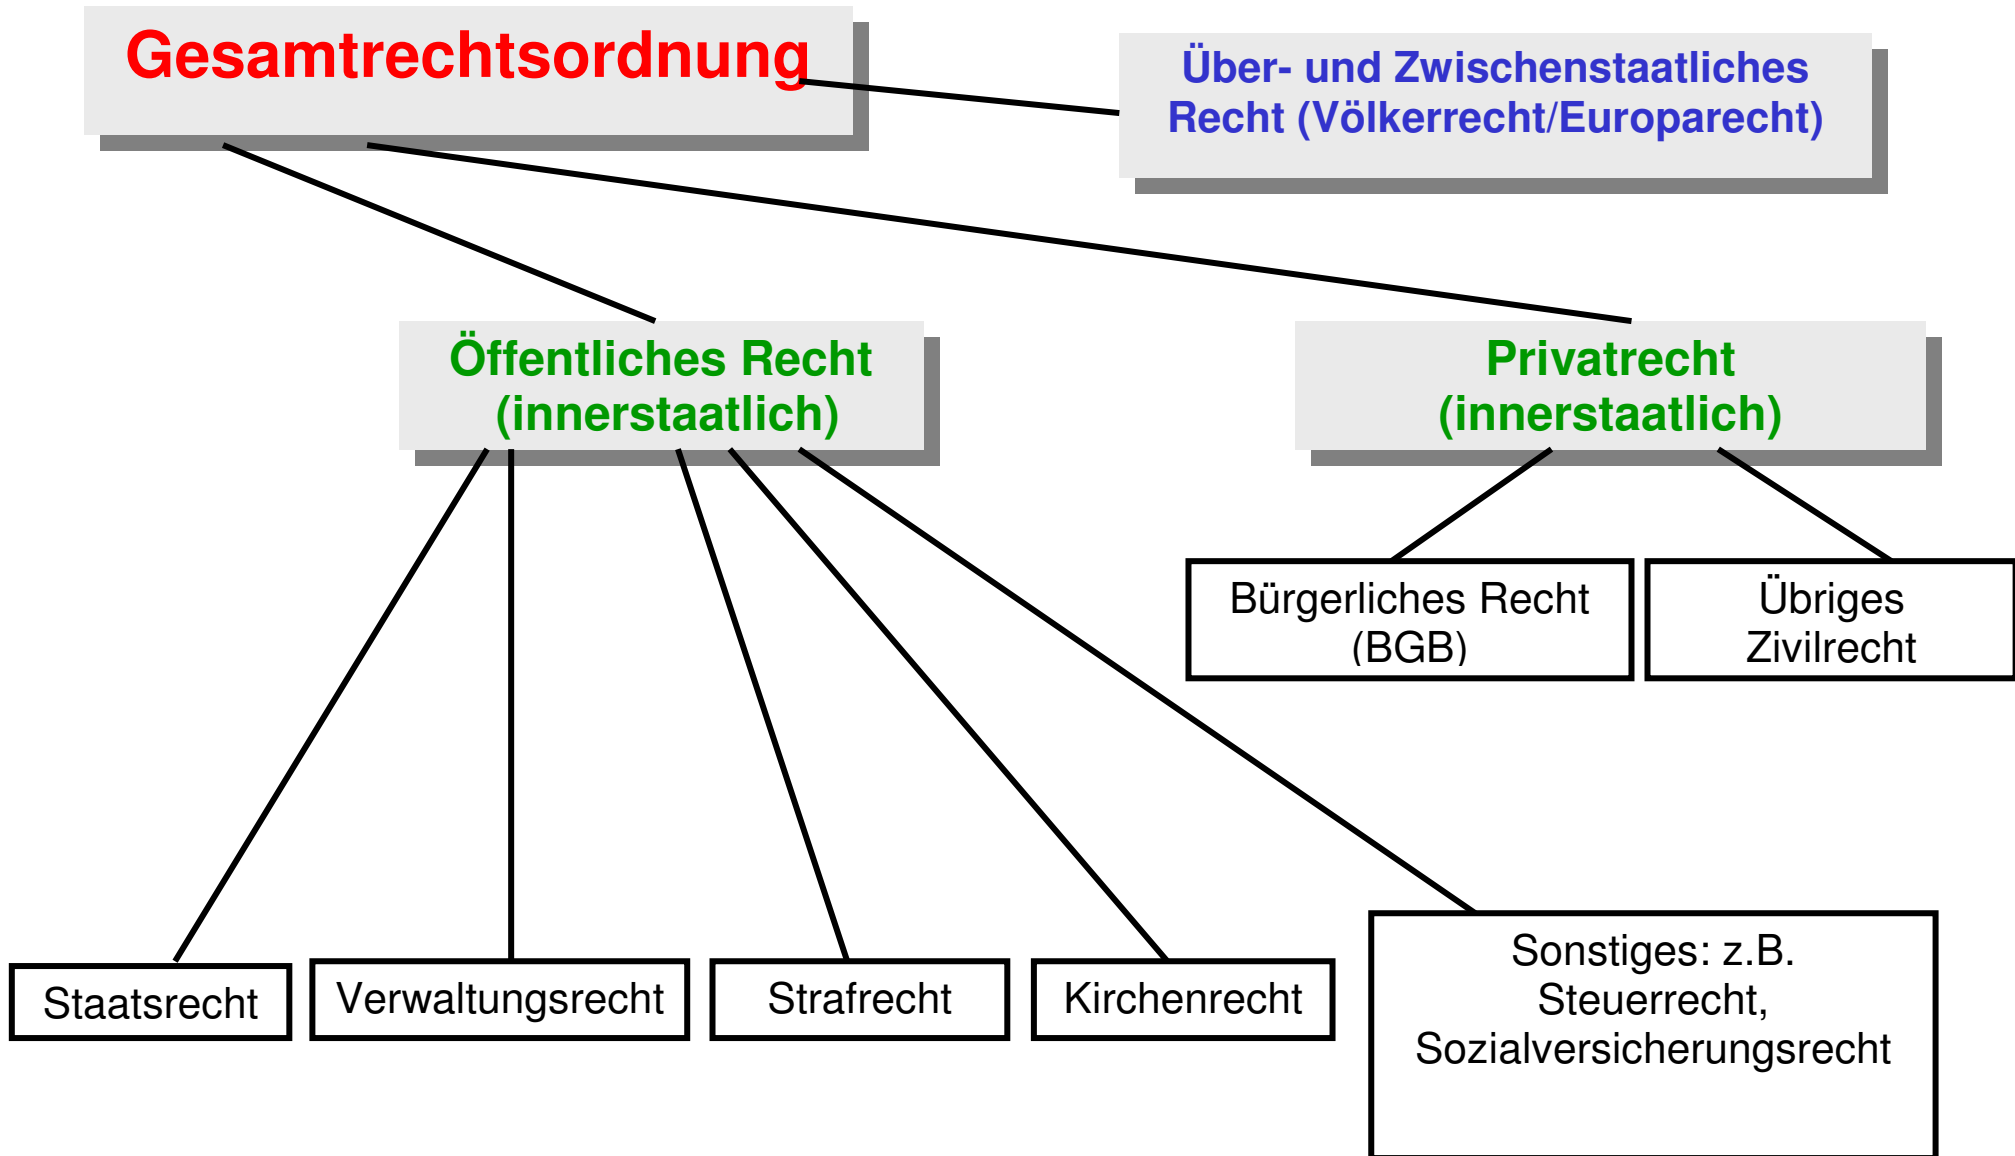 Gesamtrechtsordnung
Über- und Zwischenstaatliches
Recht (Völkerrecht/Europarecht)
Öffentliches Recht
(innerstaatlich)
Privatrecht
(innerstaatlich)
Bürgerliches Recht
(BGB)
Übriges
Zivilrecht
Staatsrecht
Verwaltungsrecht
Strafrecht
Kirchenrecht
Sonstiges: z.B.
Steuerrecht,
Sozialversicherungsrecht